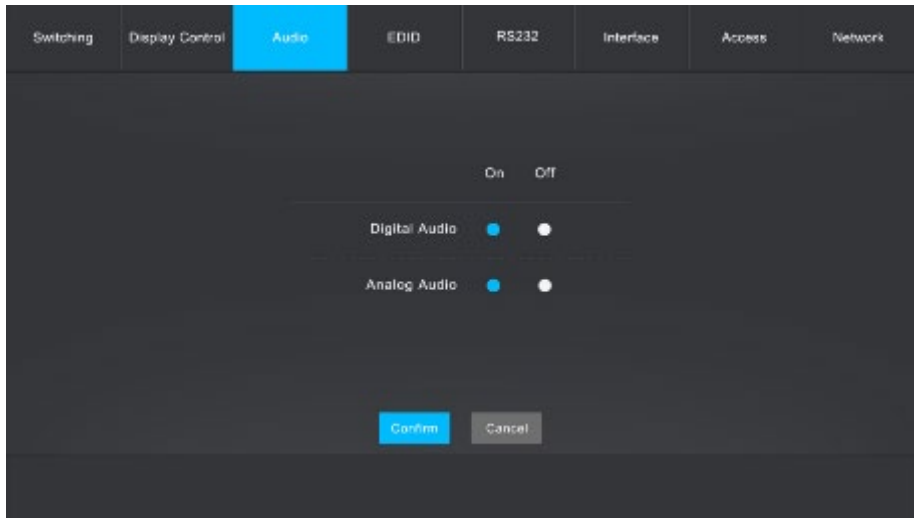 Switching Display Control Audio EDID RS232 Interface Access Network
On Off
Digital Audio
Analog Audio
Confirm Cancel